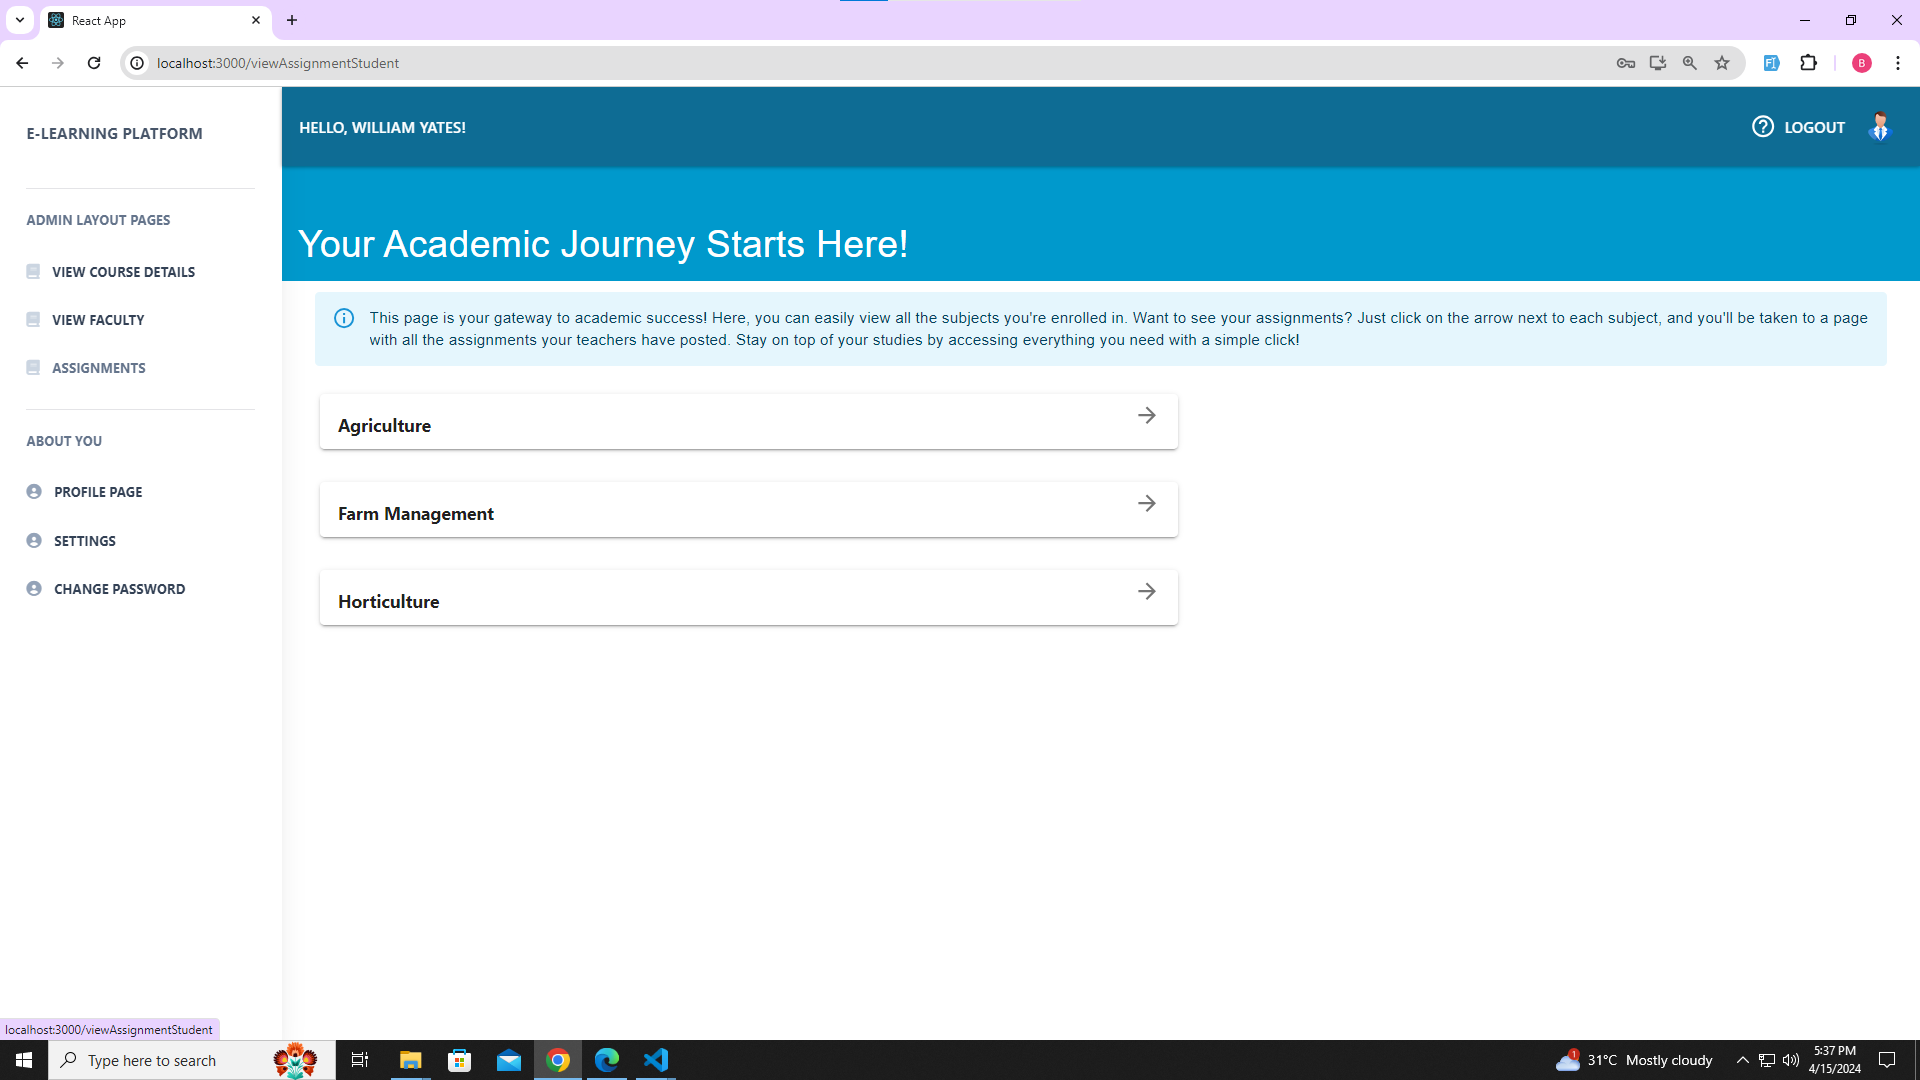 React App
localhost:3000/viewAssignmentStudent
B
E-LEARNING PLATFORM
HELLO, WILLIAM YATES!
LOGOUT
ADMIN LAYOUT PAGES
VIEW COURSE DETAILS
VIEW FACULTY
ASSIGNMENTS
ABOUT YOU
PROFILE PAGE
SETTINGS
CHANGE PASSWORD
Your Academic Journey Starts Here!
This page is your gateway to academic success! Here, you can easily view all the subjects you're enrolled in. Want to see your assignments? Just click on the arrow next to each subject, and you'll be taken to a page
with all the assignments your teachers have posted. Stay on top of your studies by accessing everything you need with a simple click!
Agriculture
Farm Management
Horticulture
localhost:3000/viewAssignmentStudent
Type here to search
1
31°C Mostly cloudy
5:37 PM
4/15/2024